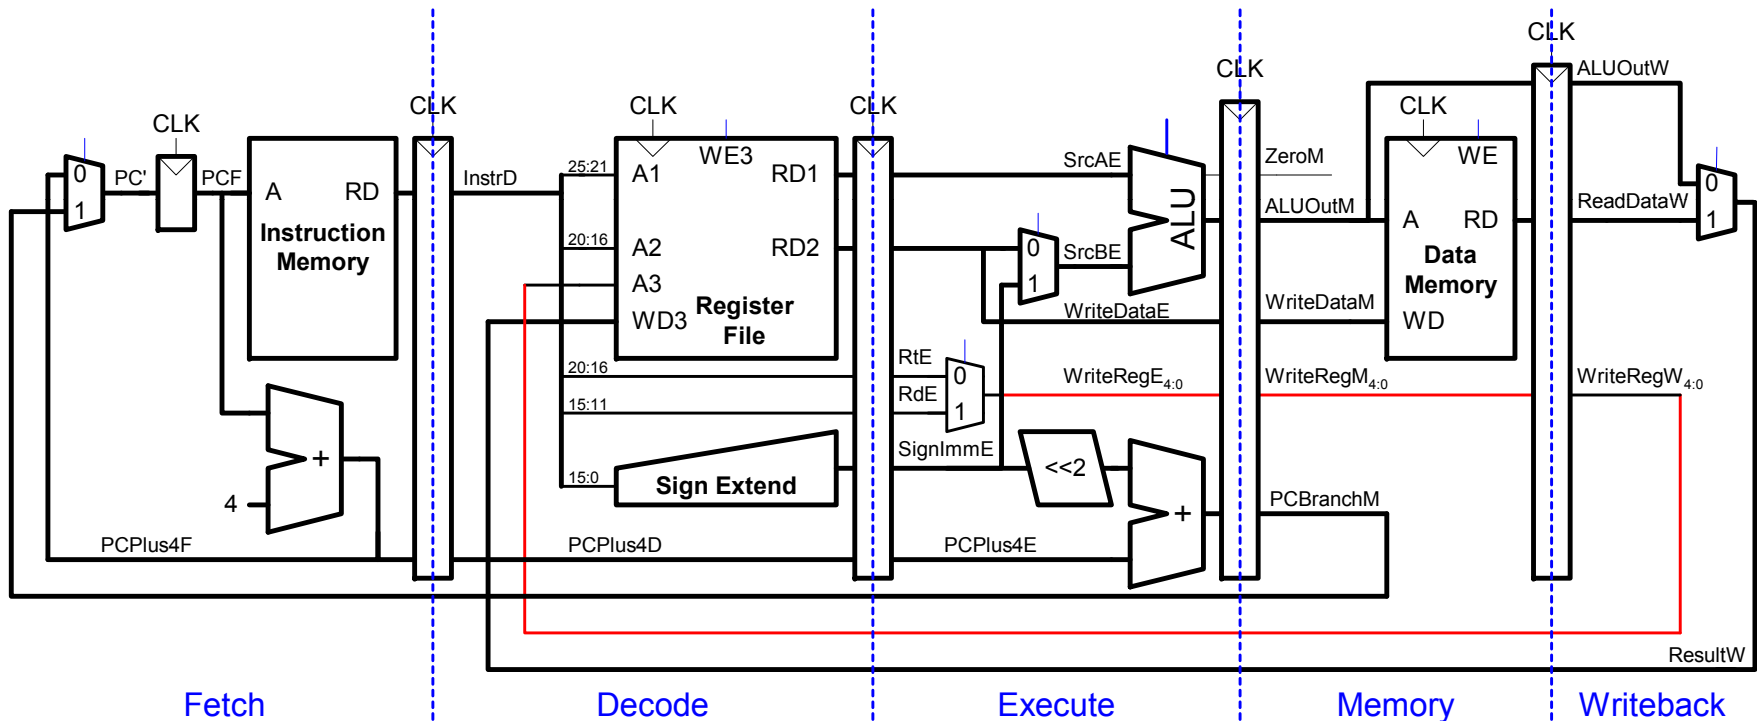 CLK
CLK
CLK
CLK
CLK
CLK
CLK
0
1
PC'
PCF
A
RD
Instruction
Memory
4
+
PCPlus4F
InstrD
25:21
20:16
20:16
15:11
15:0
A1
A2
A3
WD3
WE3
RD1
RD2
Register
File
Sign Extend
PCPlus4D
SrcAE
0
1
SrcBE
ALU
WriteDataE
RtE
RdE
0
1
WriteRegE4:0
SignImmE
<<2
+
PCPlus4E
ZeroM
ALUOutM
WriteDataM
WriteRegM4:0
PCBranchM
WE
A
RD
Data
Memory
WD
ALUOutW
ReadDataW
0
1
WriteRegW4:0
ResultW
Fetch
Decode
Execute
Memory
Writeback